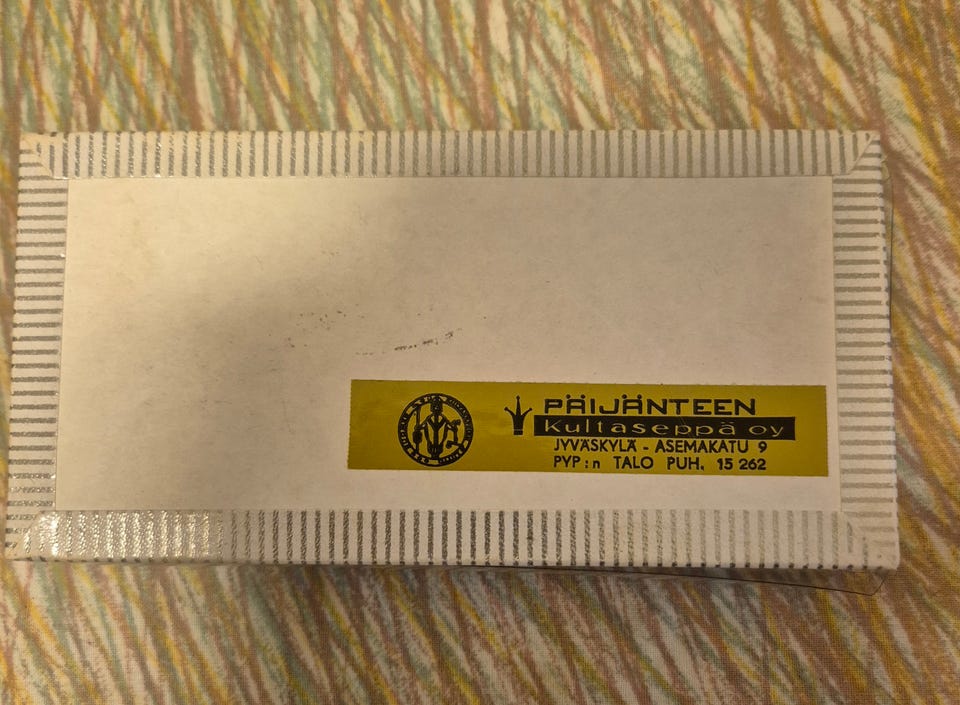 PÄIJÄNTEEN
Kultaseppä oy
JYVÄSKYLÄ - ASEMAKATU 9
PYP:n TALO PUH. 15 262